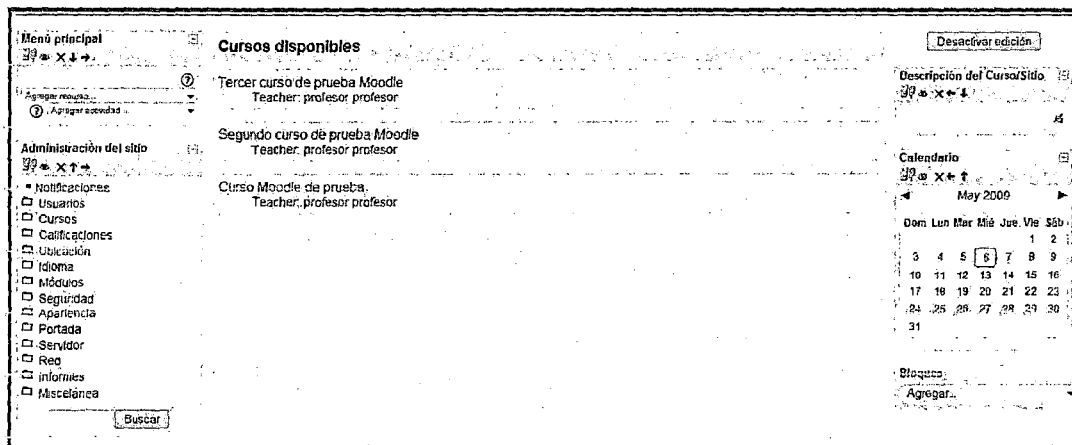 Menú principal
Agregar recurso...
Agregar actividad...
Administración del sitio
Notificaciones
Usuarios
Cursos
Calificaciones
Ubicación
Idioma
Módulos
Seguridad
Apariencia
Portada
Servidor
Red
Informes
Miscelánea
Buscar
Cursos disponibles
Tercer curso de prueba Moodle
Teacher: profesor profesor
Segundo curso de prueba Moodle
Teacher: profesor profesor
Curso Moodle de prueba
Teacher: profesor profesor
Desactivar edición
Descripción del Curso/Sitio
Calendario
May 2009
Dom Lun Mar Mié Jue Vie Sáb
1 2
3 4 5 6 7 8 9
10 11 12 13 14 15 16
17 18 19 20 21 22 23
24 25 26 27 28 29 30
31
Bloques
Agregar...